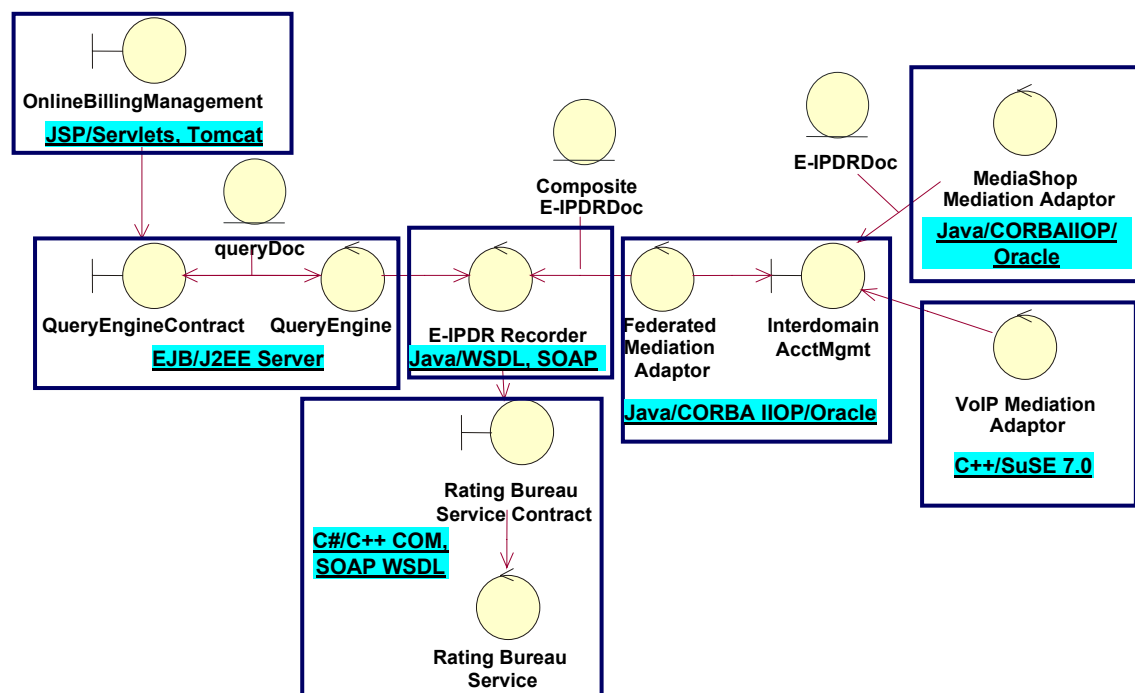 OnlineBillingManagement
JSP/Servlets, Tomcat
queryDoc
Composite
E-IPDRDoc
E-IPDRDoc
MediaShop
Mediation Adaptor
Java/CORBAIIOP/
Oracle
QueryEngineContract
QueryEngine
EJB/J2EE Server
E-IPDR Recorder
Java/WSDL, SOAP
Federated
Mediation
Adaptor
Interdomain
AcctMgmt
Java/CORBA IIOP/Oracle
VoIP Mediation
Adaptor
C++/SuSE 7.0
Rating Bureau
Service Contract
C#/C++ COM,
SOAP WSDL
Rating Bureau
Service